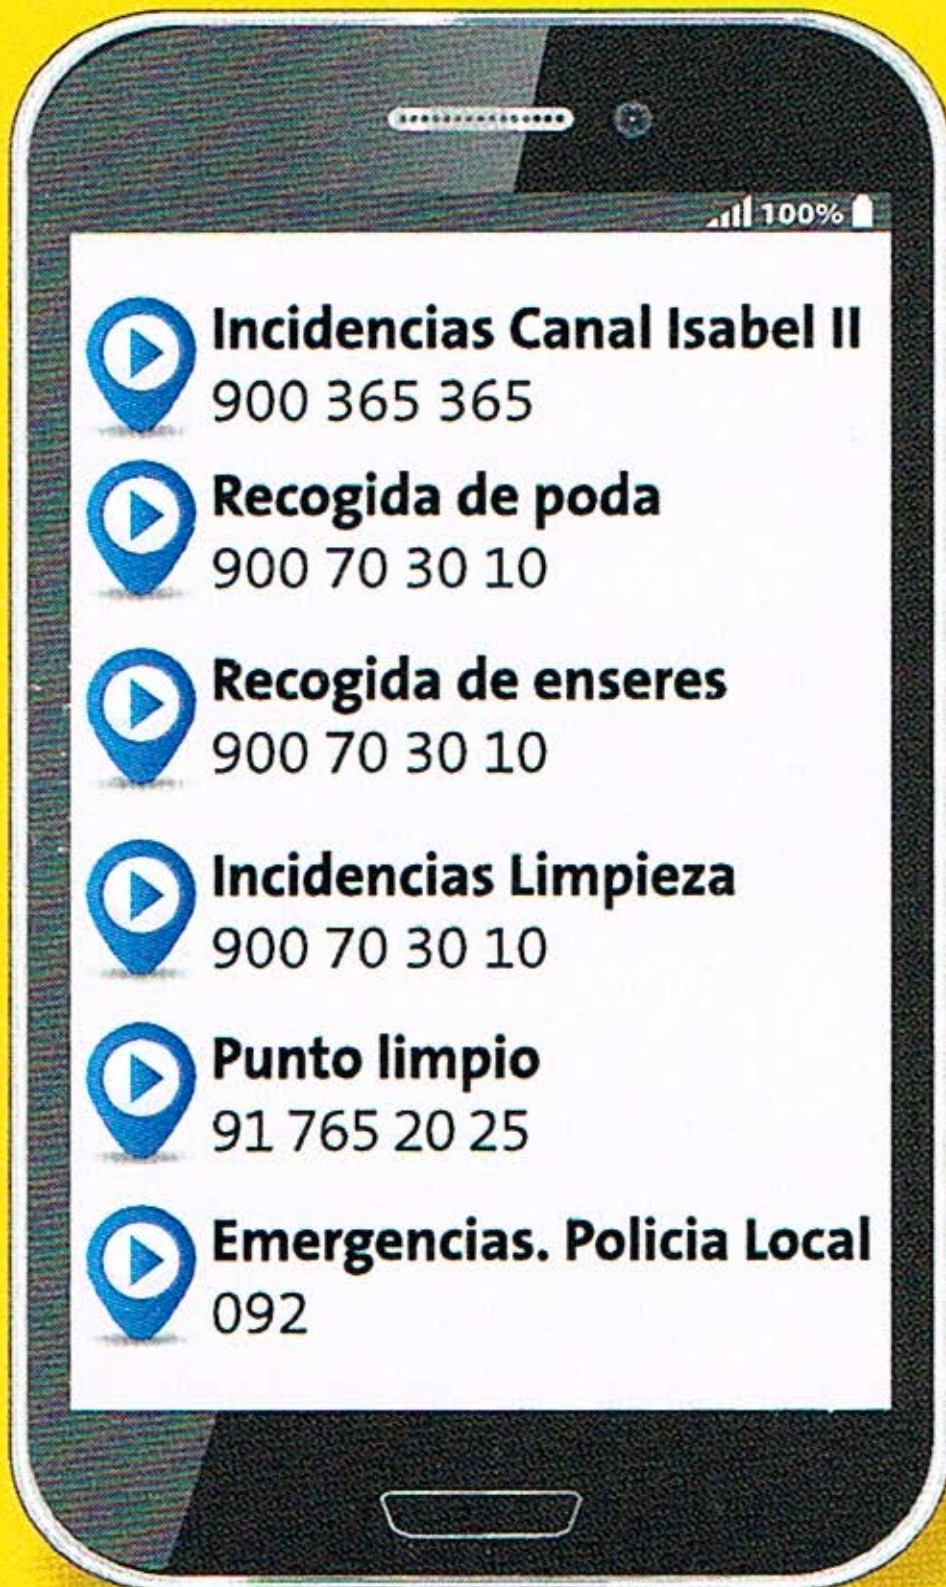 100%
Incidencias Canal Isabel II
900 365 365
Recogida de poda
900 70 30 10
Recogida de enseres
900 70 30 10
Incidencias Limpieza
900 70 30 10
Punto limpio
91 765 20 25
Emergencias. Policia Local
092